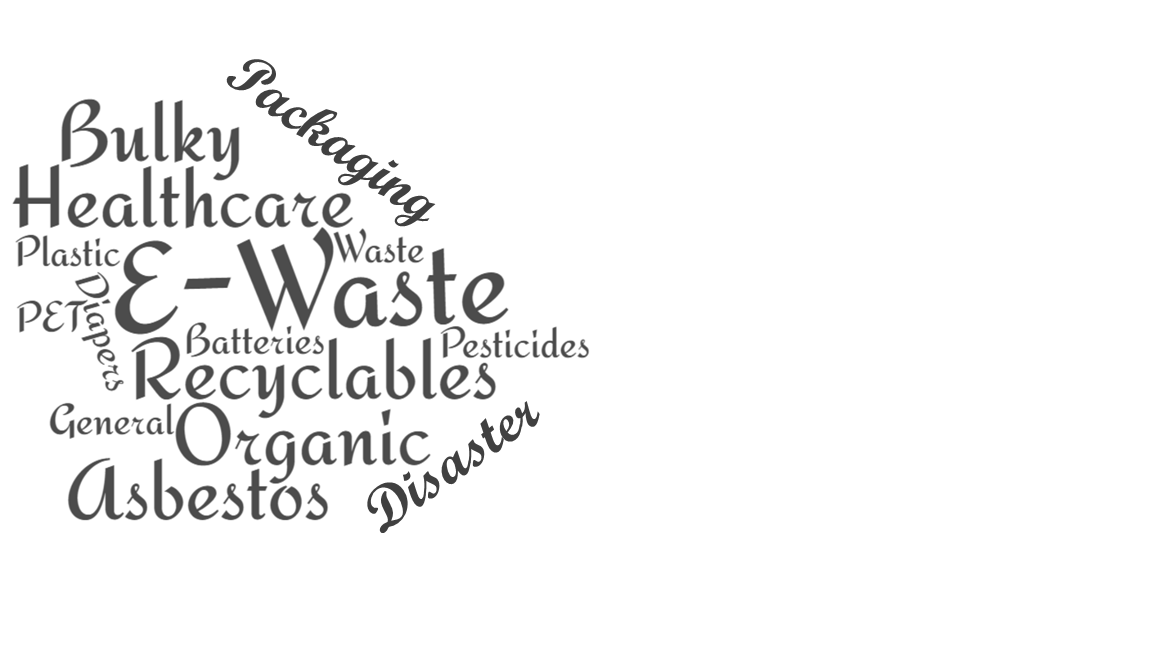 Packaging
Bulky
Healthcare
Plastic
Waste
E-Waste
Diapers
PET
Batteries
Pesticides
Recyclables
General
Organic
Disaster
Asbestos